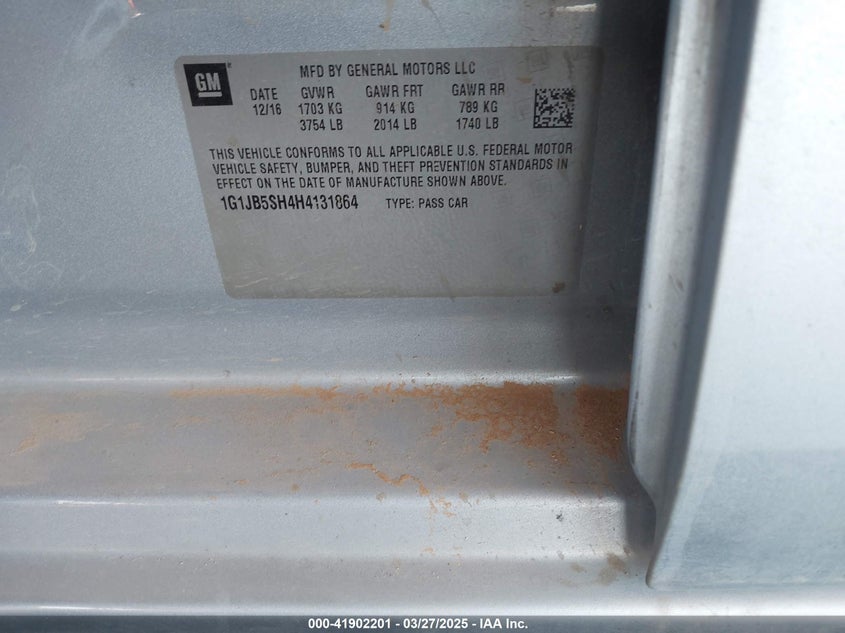 GM
MFD BY GENERAL MOTORS LLC
DATE GVWR GAWR FRT GAWR RR
12/16 1703 KG 914 KG 789 KG
3754 LB 2014 LB 1740 LB
THIS VEHICLE CONFORMS TO ALL APPLICABLE U.S. FEDERAL MOTOR
VEHICLE SAFETY, BUMPER, AND THEFT PREVENTION STANDARDS IN
EFFECT ON THE DATE OF MANUFACTURE SHOWN ABOVE.
1G1JB5SH4H4131864 TYPE: PASS CAR
000-41902201 - 03/27/2025 - IAA Inc.